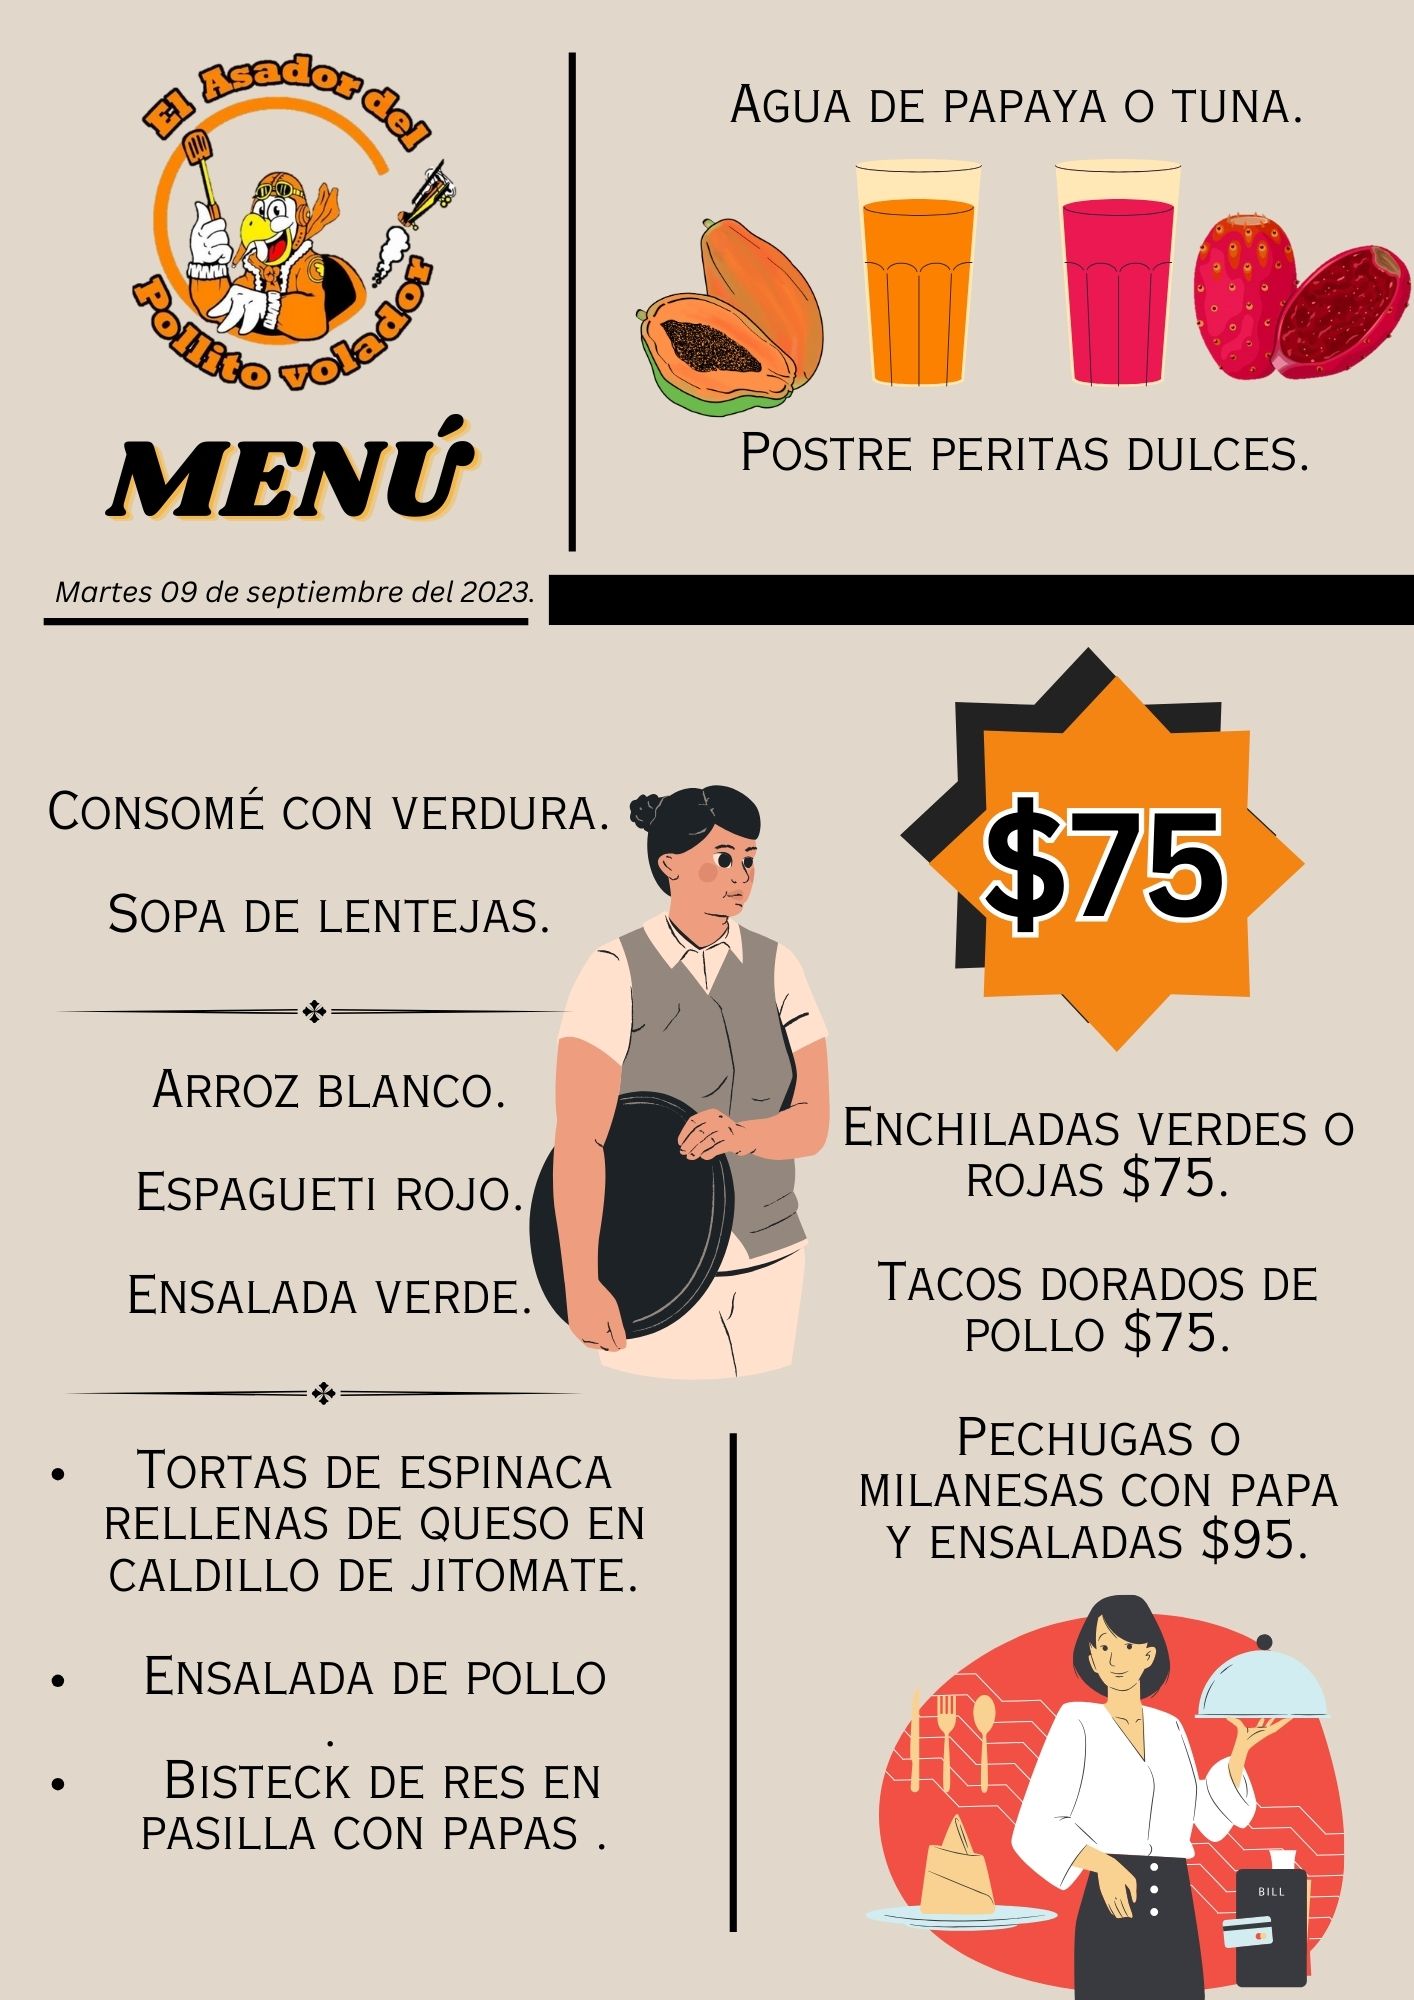 El Asador del
Pollito volador
MENÚ
Martes 09 de septiembre del 2023.
Agua de papaya o tuna.
Postre peritas dulces.
Consomé con verdura.
Sopa de lentejas.
Arroz blanco.
Espagueti rojo.
Ensalada verde.
• Tortas de espinaca
rellenas de queso en
caldillo de jitomate.
• Ensalada de pollo
.
• Bisteck de res en
pasilla con papas .
$75
Enchiladas verdes o
rojas $75.
Tacos dorados de
pollo $75.
Pechugas o
milanesas con papa
y ensaladas $95.
BILL